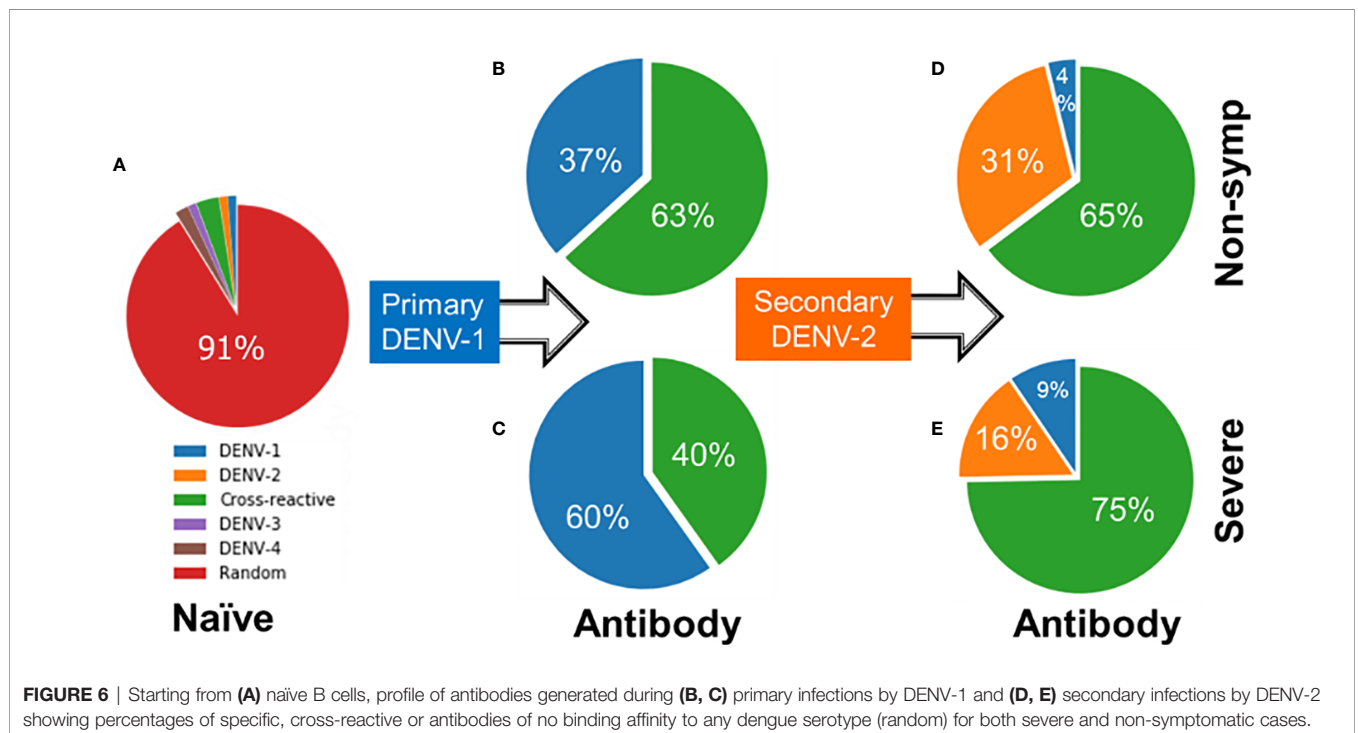 A
91%
DENV-1
DENV-2
Cross-reactive
DENV-3
DENV-4
Random
Naïve
Primary
DENV-1
B
37%
63%
C
40%
60%
Antibody
Secondary
DENV-2
D
4
%
31%
65%
Non-symp
E
9%
16%
75%
Severe
Antibody
FIGURE 6 | Starting from (A) naïve B cells, profile of antibodies generated during (B, C) primary infections by DENV-1 and (D, E) secondary infections by DENV-2
showing percentages of specific, cross-reactive or antibodies of no binding affinity to any dengue serotype (random) for both severe and non-symptomatic cases.